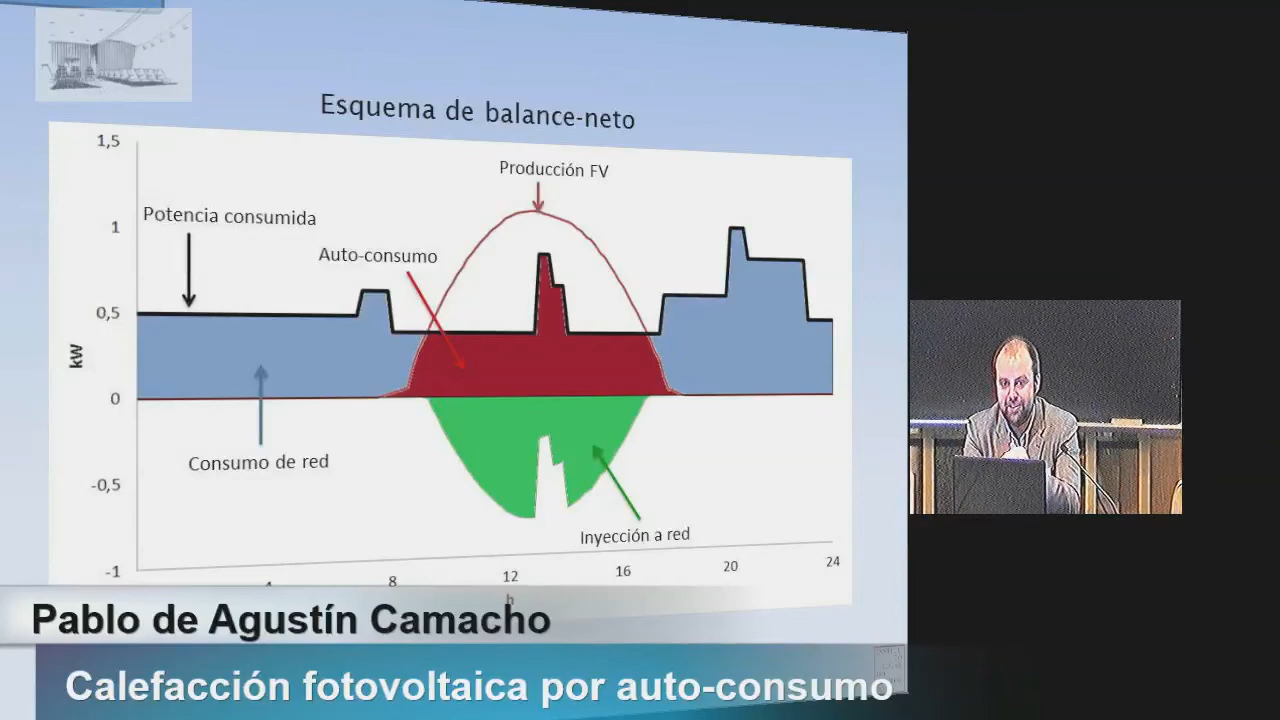 Esquema de balance-neto
1,5
Producción FV
1
Potencia consumida
Auto-consumo
0,5
kW
0
Consumo de red
-0,5
Inyección a red
-1
4
8
12
16
20
24
h
Pablo de Agustín Camacho
Calefacción fotovoltaica por auto-consumo